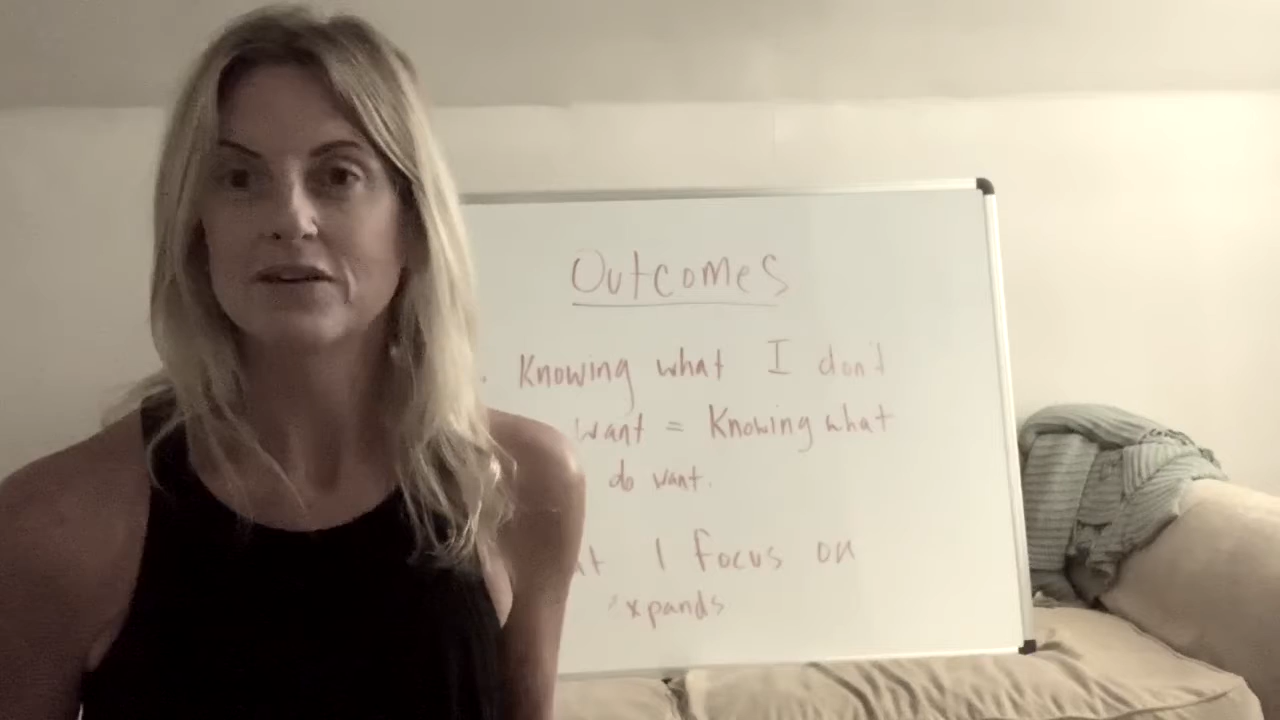 Outcomes
. Knowing what I don't
want = Knowing what
do want.
I focus on
xpands